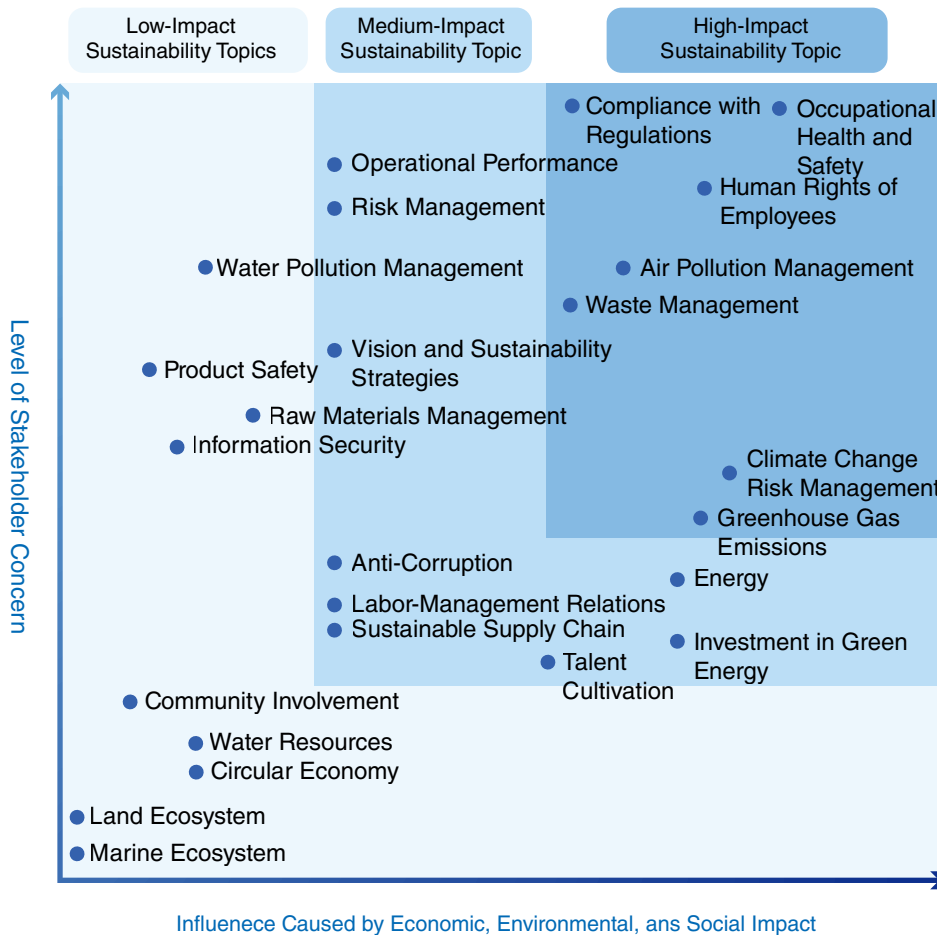 Low-Impact
Sustainability Topics
Medium-Impact
Sustainability Topic
High-Impact
Sustainability Topic
Compliance with
Regulations
Occupational
Health and
Safety
Operational Performance
Human Rights of
Employees
Risk Management
Water Pollution Management
Air Pollution Management
Waste Management
Vision and Sustainability
Strategies
Product Safety
Raw Materials Management
Information Security
Climate Change
Risk Management
Greenhouse Gas
Emissions
Anti-Corruption
Energy
Labor-Management Relations
Sustainable Supply Chain
Investment in Green
Energy
Talent
Cultivation
Community Involvement
Water Resources
Circular Economy
Land Ecosystem
Marine Ecosystem
Level of Stakeholder Concern
Influenece Caused by Economic, Environmental, ans Social Impact